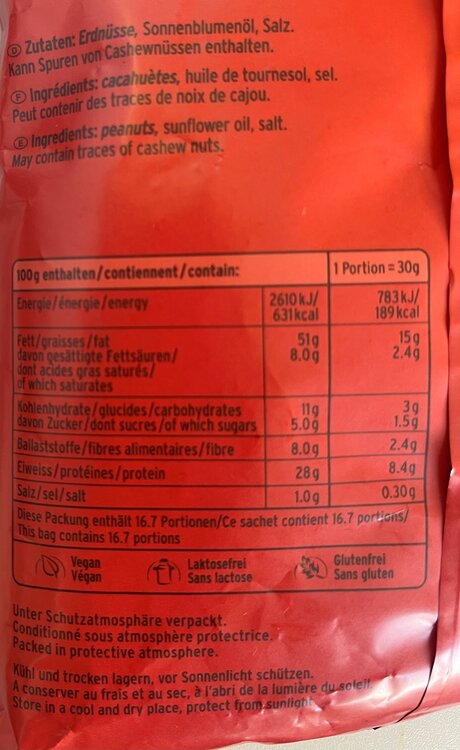 D Zutaten: Erdnüsse, Sonnenblumenöl, Salz.
Kann Spuren von Cashewnüssen enthalten.
F Ingrédients: cacahuètes, huile de tournesol, sel.
Peut contenir des traces de noix de cajou.
E Ingredients: peanuts, sunflower oil, salt.
May contain traces of cashew nuts.
100g enthalten/contiennent/contain: 1 Portion = 30g
Energie/énergie/energy 2610 kJ/ 783 kJ/
631 kcal 189 kcal
Fett/graisses/fat 51g 15g
davon gesättigte Fettsäuren/ 8.0g 2.4g
dont acides gras saturés/
of which saturates
Kohlenhydrate/glucides/carbohydrates 11g 3g
davon Zucker/dont sucres/of which sugars 5.0g 1.5g
Ballaststoffe/fibres alimentaires/fibre 8.0g 2.4g
Eiweiss/protéines/protein 28g 8.4g
Salz/sel/salt 1.0g 0.30g
Diese Packung enthält 16.7 Portionen/Ce sachet contient 16.7 portions/
This bag contains 16.7 portions
Vegan Laktosefrei Glutenfrei
Végan Sans lactose Sans gluten
Unter Schutzatmosphäre verpackt.
Conditionné sous atmosphère protectrice.
Packed in protective atmosphere.
Kühl und trocken lagern, vor Sonnenlicht schützen.
À conserver au frais et au sec, à l'abri de la lumière du soleil.
Store in a cool and dry place, protect from sunlight.